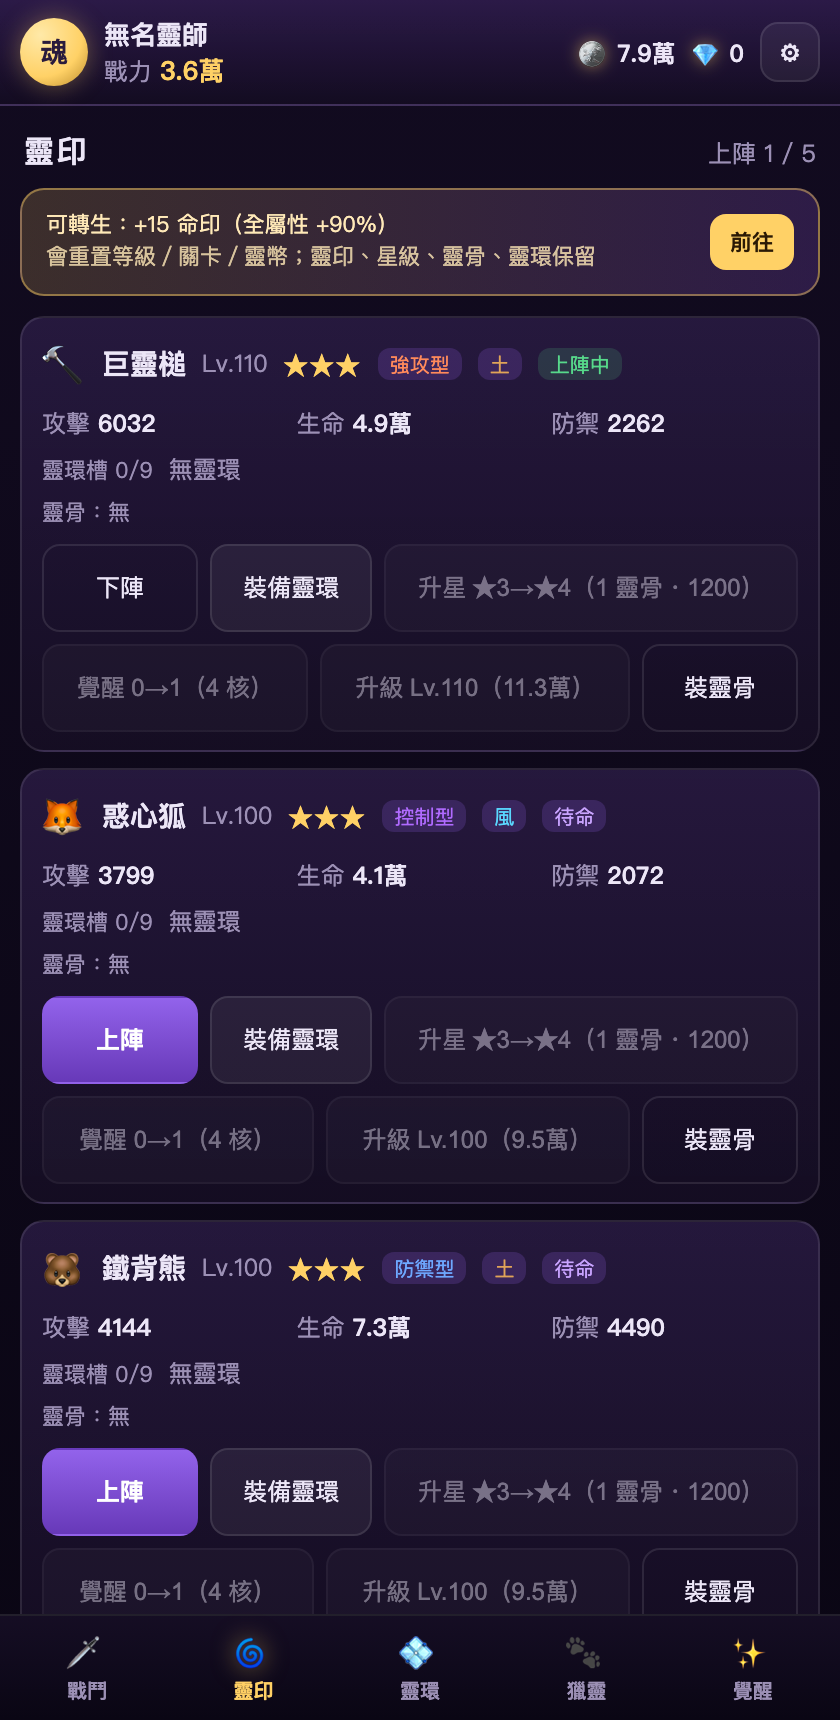 魂
無名靈師
戰力 3.6萬
7.9萬 0
靈印
上陣 1 / 5
可轉生：+15 命印（全屬性 +90%）
會重置等級 / 關卡 / 靈幣；靈印、星級、靈骨、靈環保留
前往
巨靈槌 Lv.110 ★★★ 強攻型 土 上陣中
攻擊 6032 生命 4.9萬 防禦 2262
靈環槽 0/9 無靈環
靈骨：無
下陣 裝備靈環 升星 ★3→★4（1 靈骨 · 1200）
覺醒 0→1（4 核） 升級 Lv.110（11.3萬） 裝靈骨
惑心狐 Lv.100 ★★★ 控制型 風 待命
攻擊 3799 生命 4.1萬 防禦 2072
靈環槽 0/9 無靈環
靈骨：無
上陣 裝備靈環 升星 ★3→★4（1 靈骨 · 1200）
覺醒 0→1（4 核） 升級 Lv.100（9.5萬） 裝靈骨
鐵背熊 Lv.100 ★★★ 防禦型 土 待命
攻擊 4144 生命 7.3萬 防禦 4490
靈環槽 0/9 無靈環
靈骨：無
上陣 裝備靈環 升星 ★3→★4（1 靈骨 · 1200）
覺醒 0→1（4 核） 升級 Lv.100（9.5萬） 裝靈骨
戰鬥 靈印 靈環 獵靈 覺醒